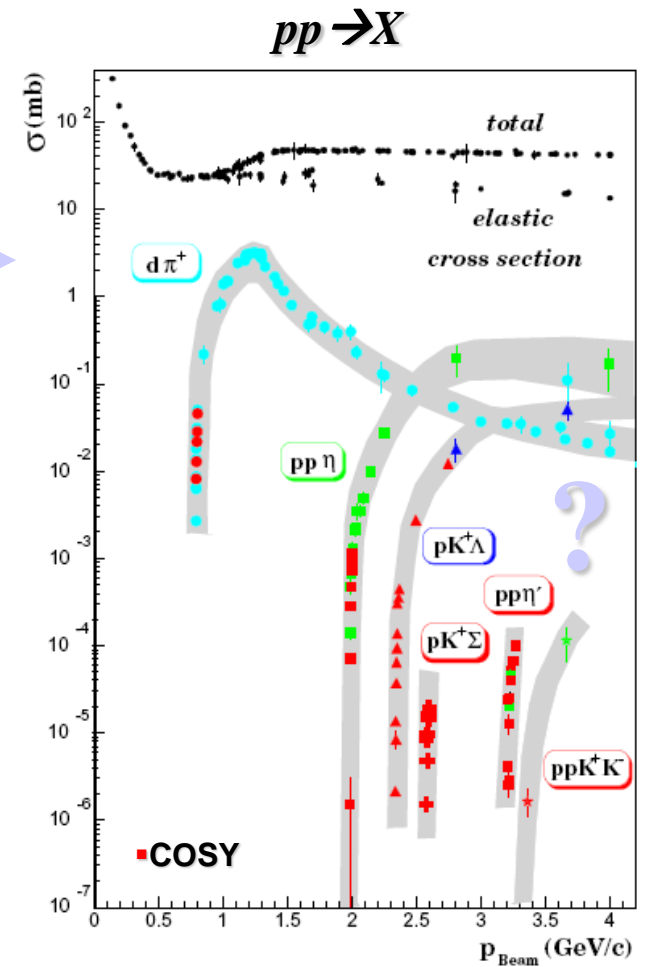 pp →X
σ (mb)
10²
10
1
10⁻¹
10⁻²
10⁻³
10⁻⁴
10⁻⁵
10⁻⁶
10⁻⁷
total
elastic
cross section
d π⁺
pp η
pK⁺Λ
?
ppη′
pK⁺Σ
ppK⁺K⁻
COSY
0 0.5 1 1.5 2 2.5 3 3.5 4
p Beam (GeV/c)